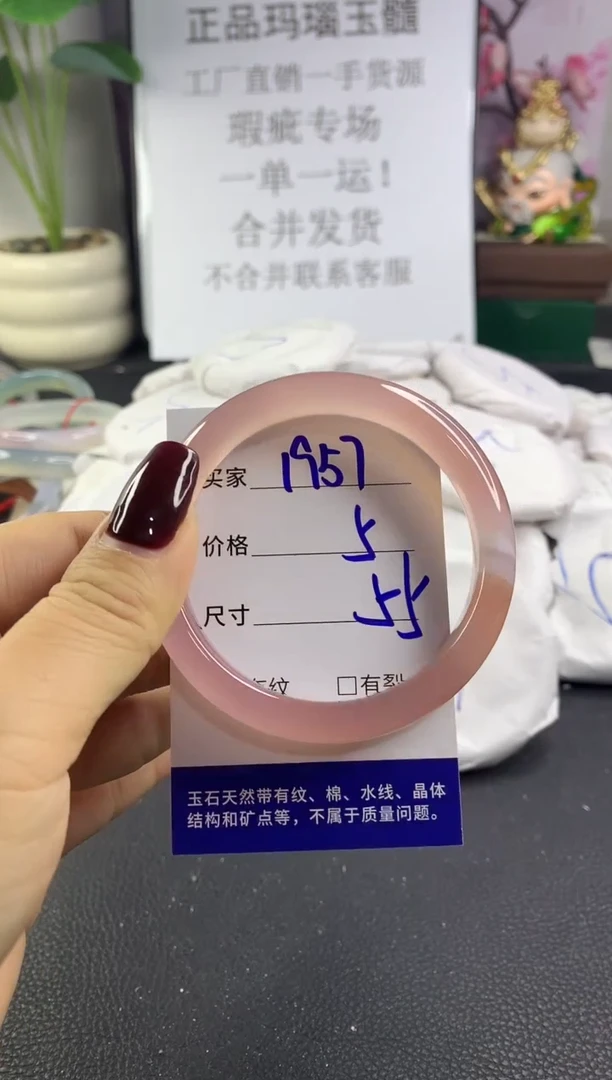 正品玛瑙玉髓
工厂直销一手货源
瑕疵专场
一单一运！
合并发货
不合并联系客服
买家 1957
价格 5
尺寸 55
纹 □有裂
玉石天然带有纹、棉、水线、晶体
结构和矿点等，不属于质量问题。